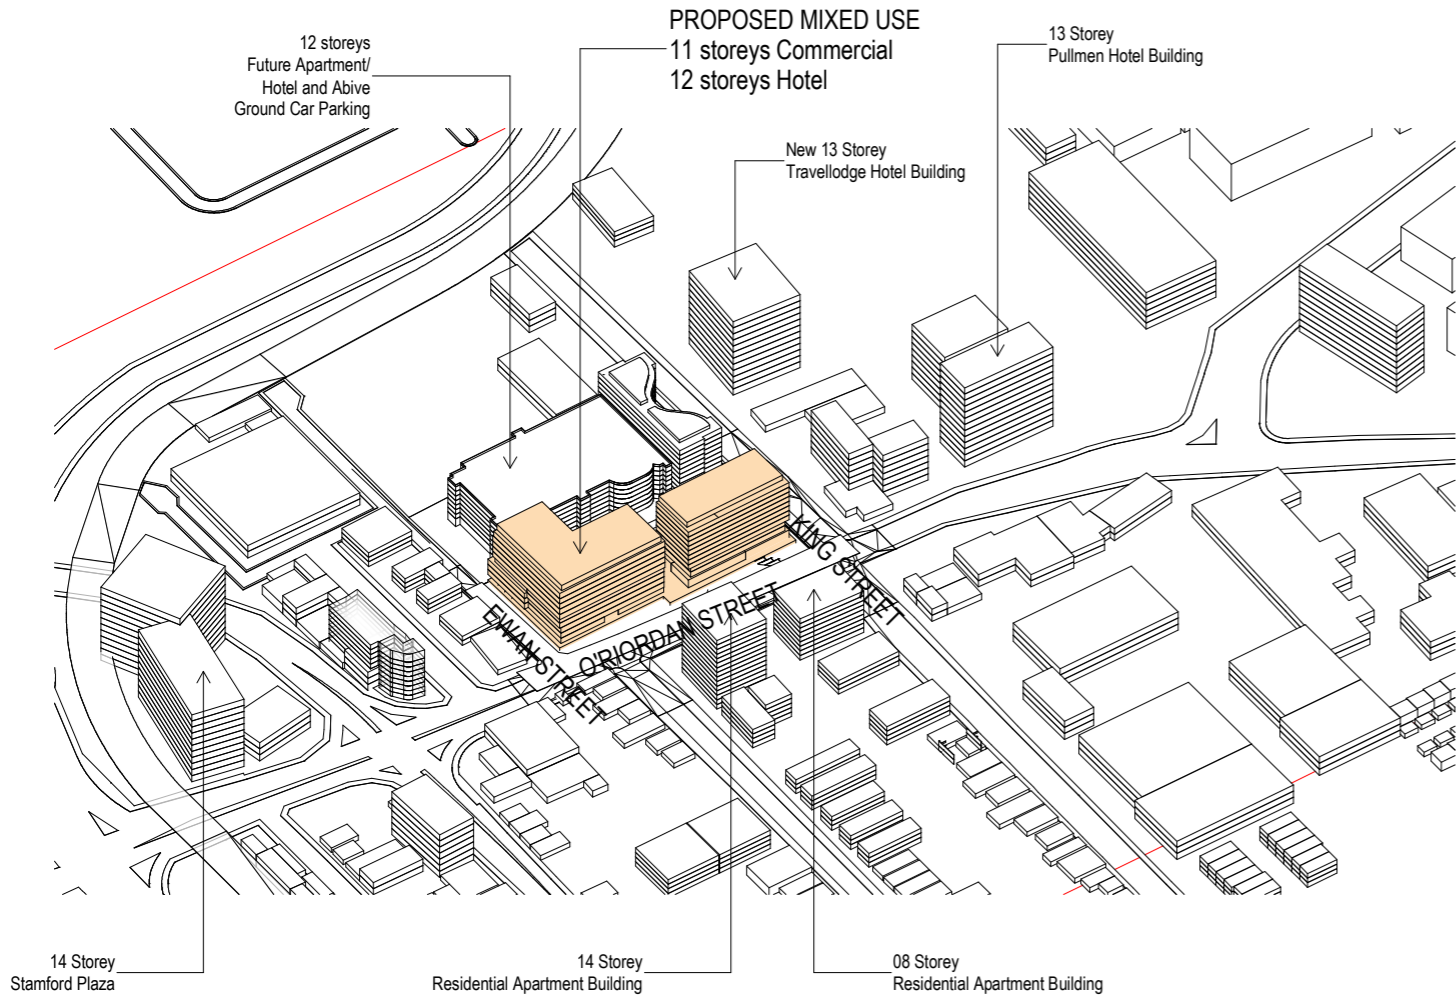 PROPOSED MIXED USE
11 storeys Commercial
12 storeys Hotel
12 storeys
Future Apartment/
Hotel and Abive
Ground Car Parking
13 Storey
Pullmen Hotel Building
New 13 Storey
Travellodge Hotel Building
KING STREET
EWAN STREET
O'RIORDAN STREET
14 Storey
Stamford Plaza
14 Storey
Residential Apartment Building
08 Storey
Residential Apartment Building